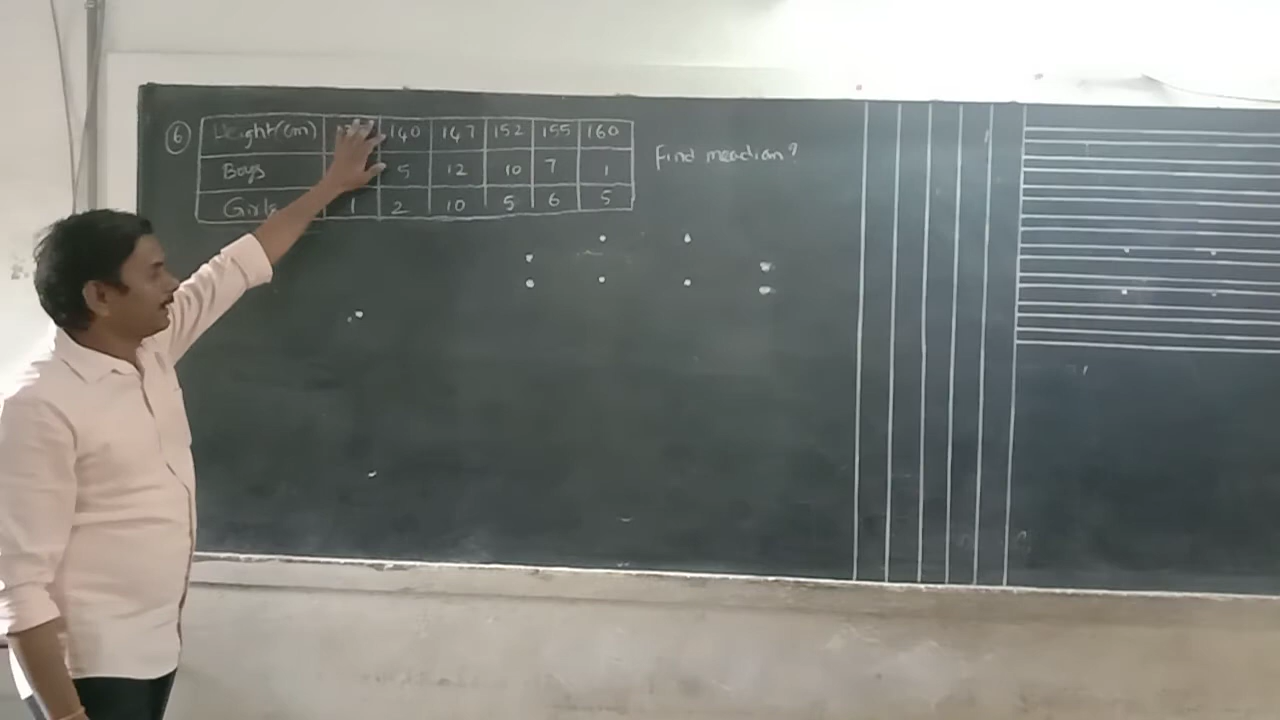 6 Height(cm) 140 147 152 155 160 Find meadian?
Boys 5 12 10 7 1
Girls 1 2 10 5 6 5